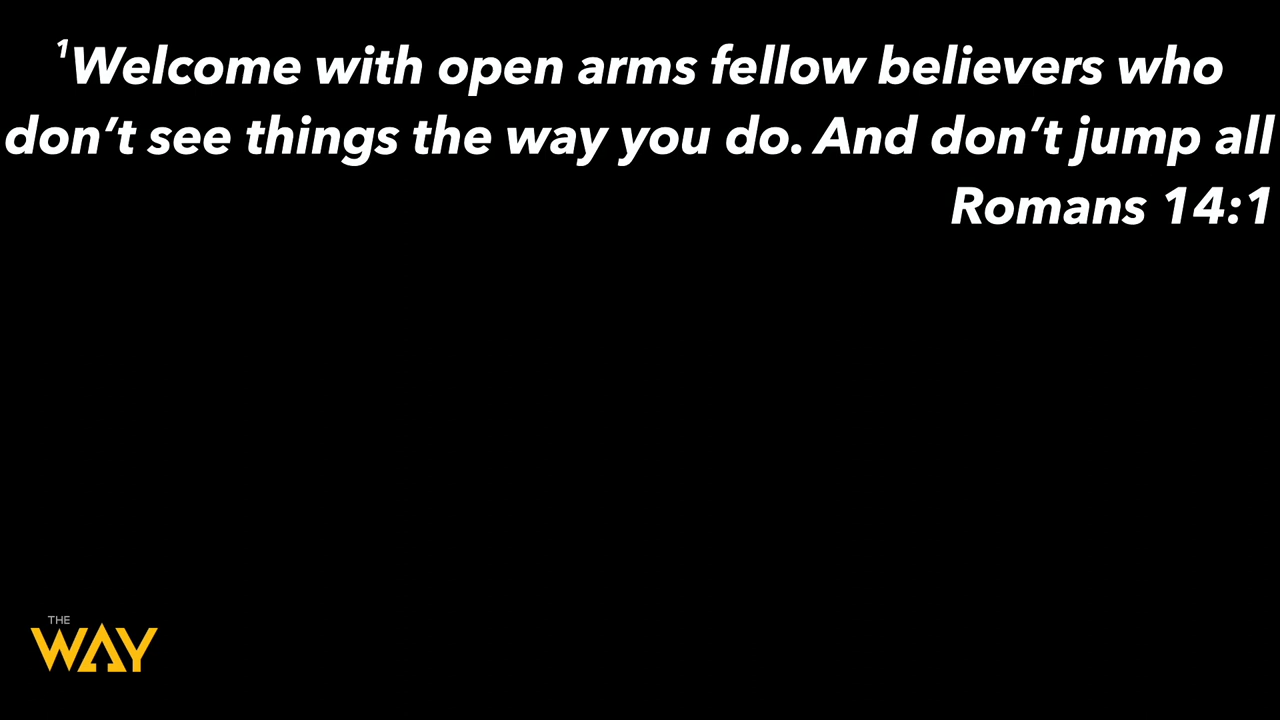 ¹Welcome with open arms fellow believers who
don’t see things the way you do. And don’t jump all
Romans 14:1
THE
WAY